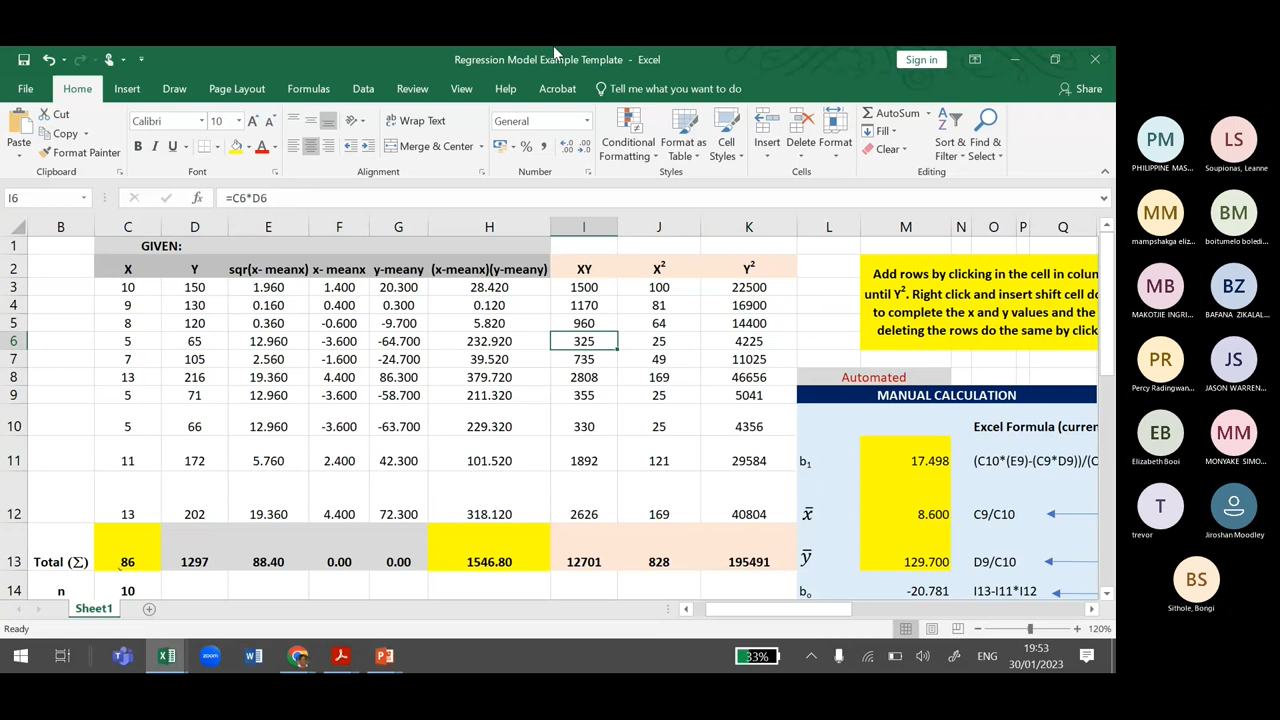 Regression Model Example Template - Excel
Sign in
File Home Insert Draw Page Layout Formulas Data Review View Help Acrobat Tell me what you want to do Share
Paste Cut Copy Format Painter
Calibri 10 Wrap Text Merge & Center General
Conditional Formatting Format as Table Cell Styles Insert Delete Format
AutoSum Fill Clear Sort & Filter Find & Select
Clipboard Font Alignment Number Styles Cells Editing
I6 fx =C6*D6
B C D E F G H I J K L M N O P Q
1 GIVEN:
2 X Y sqr(x- meanx) x- meanx y-meany (x-meanx)(y-meany) XY X² Y²
3 10 150 1.960 1.400 20.300 28.420 1500 100 22500
4 9 130 0.160 0.400 0.300 0.120 1170 81 16900
5 8 120 0.360 -0.600 -9.700 5.820 960 64 14400
6 5 65 12.960 -3.600 -64.700 232.920 325 25 4225
7 7 105 2.560 -1.600 -24.700 39.520 735 49 11025
8 13 216 19.360 4.400 86.300 379.720 2808 169 46656
9 5 71 12.960 -3.600 -58.700 211.320 355 25 5041
10 5 66 12.960 -3.600 -63.700 229.320 330 25 4356
11 11 172 5.760 2.400 42.300 101.520 1892 121 29584
12 13 202 19.360 4.400 72.300 318.120 2626 169 40804
13 Total (Σ) 86 1297 88.40 0.00 0.00 1546.80 12701 828 195491
14 n 10
Add rows by clicking in the cell in colun
until Y². Right click and insert shift cell do
to complete the x and y values and the
deleting the rows do the same by click
Automated
MANUAL CALCULATION
Excel Formula (curren
b₁ 17.498 (C10*(E9)-(C9*D9))/(C
x̄ 8.600 C9/C10
ȳ 129.700 D9/C10
b₀ -20.781 I13-I11*I12
Sheet1
Ready
120%
33%
ENG
19:53
30/01/2023
PM LS
PHILIPPINE MAS... Soupionas, Leanne
MM BM
mampshakga eliz... boitumelo boledi...
MB BZ
MAKOTJIE INGRI... BAFANA ZIKALAL...
PR JS
Percy Radingwan... JASON WARREN...
EB MM
Elizabeth Booi MONYAKE SIMO...
T
trevor Jiroshan Moodley
BS
Sithole, Bongi